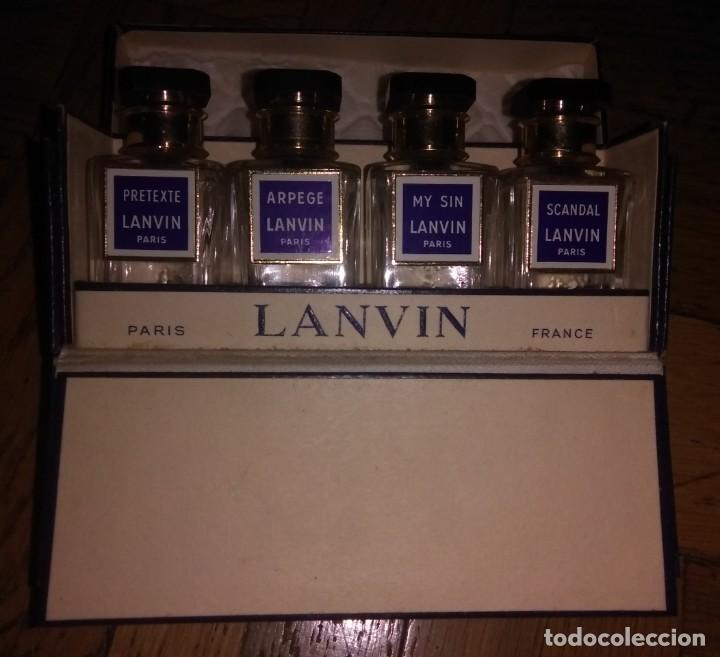 PRETEXTE
LANVIN
PARIS
ARPEGE
LANVIN
PARIS
MY SIN
LANVIN
PARIS
SCANDAL
LANVIN
PARIS
PARIS LANVIN FRANCE
todocoleccion